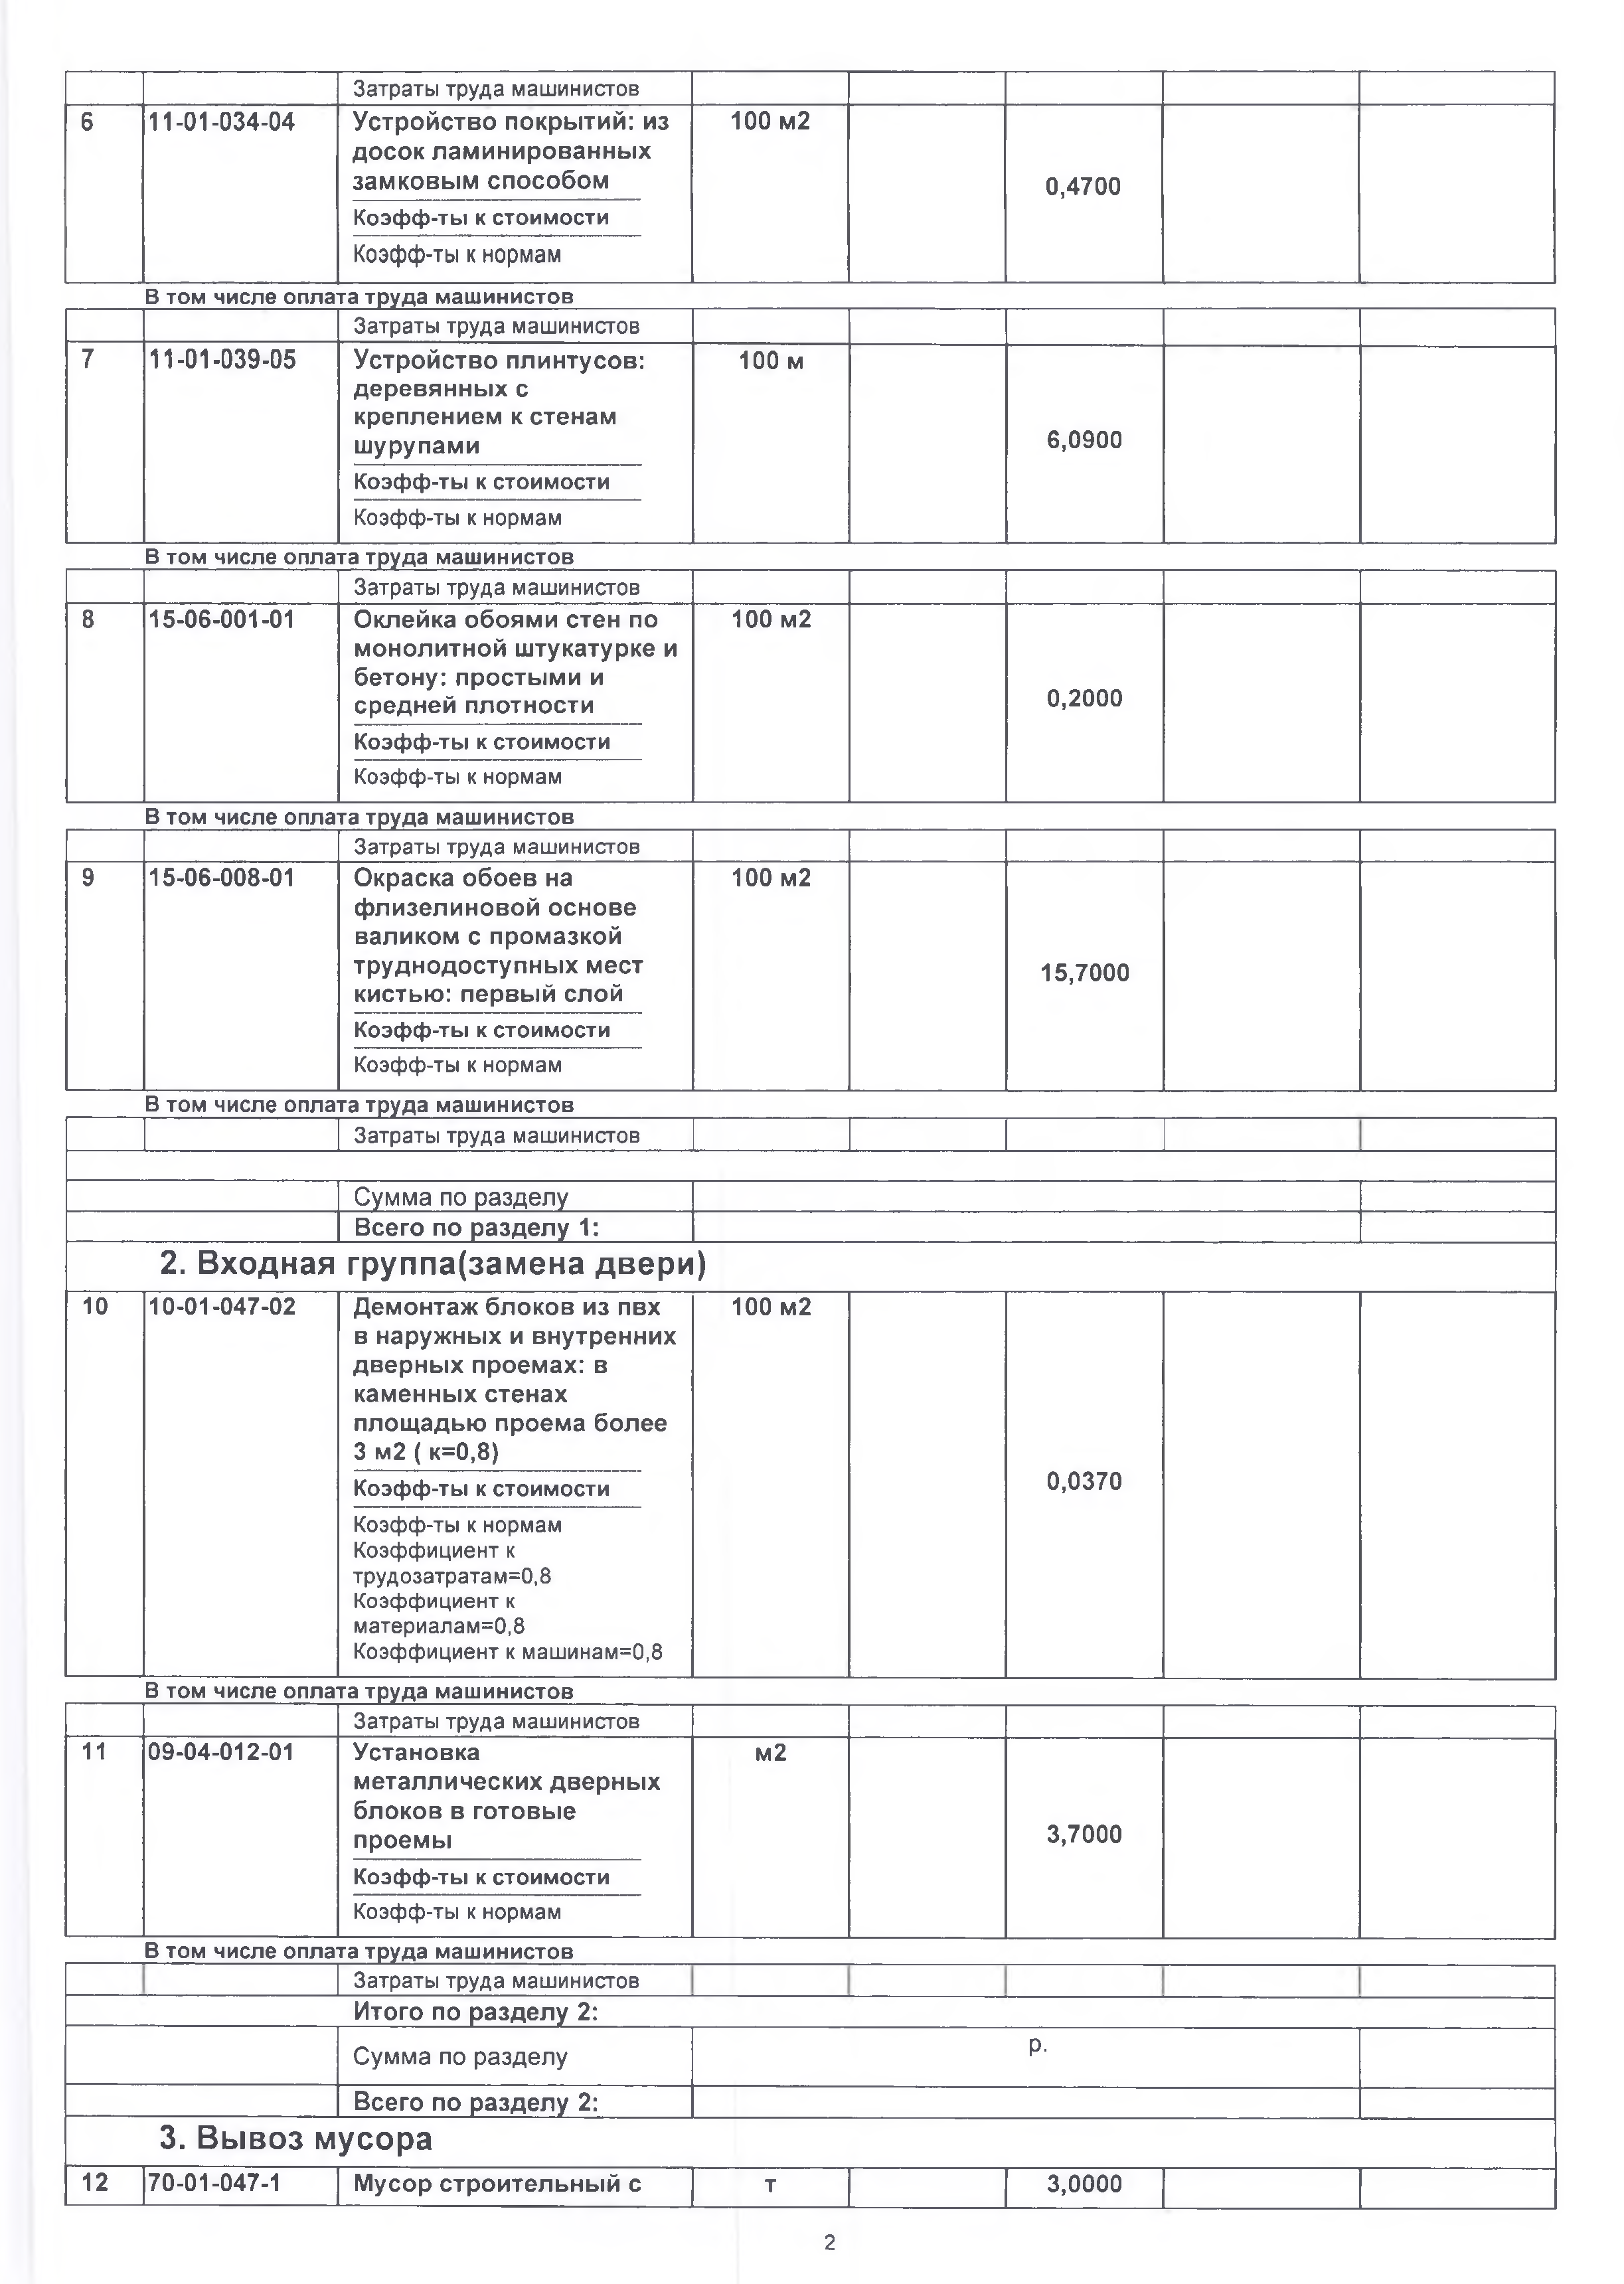 Затраты труда машинистов
6 11-01-034-04 Устройство покрытий: из 100 м2
досок ламинированных
замковым способом 0,4700
Коэфф-ты к стоимости
Коэфф-ты к нормам
В том числе оплата труда машинистов
Затраты труда машинистов
7 11-01-039-05 Устройство плинтусов: 100 м
деревянных с
креплением к стенам
шурупами 6,0900
Коэфф-ты к стоимости
Коэфф-ты к нормам
В том числе оплата труда машинистов
Затраты труда машинистов
8 15-06-001-01 Оклейка обоями стен по 100 м2
монолитной штукатурке и
бетону: простыми и
средней плотности 0,2000
Коэфф-ты к стоимости
Коэфф-ты к нормам
В том числе оплата труда машинистов
Затраты труда машинистов
9 15-06-008-01 Окраска обоев на 100 м2
флизелиновой основе
валиком с промазкой
труднодоступных мест 15,7000
кистью: первый слой
Коэфф-ты к стоимости
Коэфф-ты к нормам
В том числе оплата труда машинистов
Затраты труда машинистов
Сумма по разделу
Всего по разделу 1:
2. Входная группа(замена двери)
10 10-01-047-02 Демонтаж блоков из пвх 100 м2
в наружных и внутренних
дверных проемах: в
каменных стенах
площадью проема более
3 м2 ( к=0,8)
Коэфф-ты к стоимости 0,0370
Коэфф-ты к нормам
Коэффициент к
трудозатратам=0,8
Коэффициент к
материалам=0,8
Коэффициент к машинам=0,8
В том числе оплата труда машинистов
Затраты труда машинистов
11 09-04-012-01 Установка м2
металлических дверных
блоков в готовые
проемы 3,7000
Коэфф-ты к стоимости
Коэфф-ты к нормам
В том числе оплата труда машинистов
Затраты труда машинистов
Итого по разделу 2:
Сумма по разделу р.
Всего по разделу 2:
3. Вывоз мусора
12 70-01-047-1 Мусор строительный с т 3,0000
2